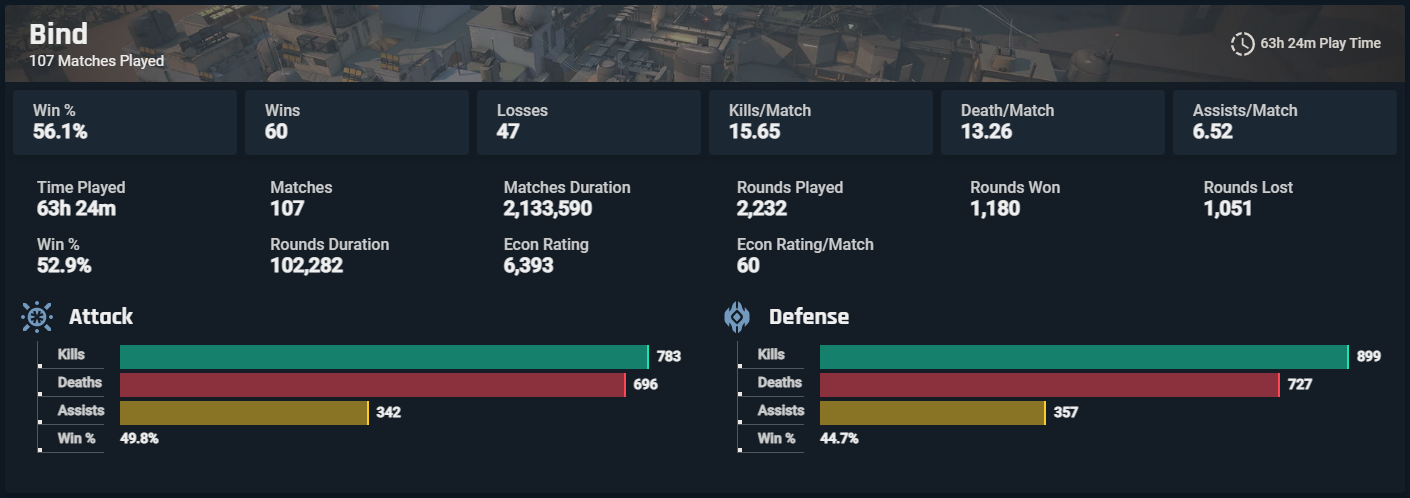 Bind
107 Matches Played
63h 24m Play Time
Win % Wins Losses Kills/Match Death/Match Assists/Match
56.1% 60 47 15.65 13.26 6.52
Time Played Matches Matches Duration Rounds Played Rounds Won Rounds Lost
63h 24m 107 2,133,590 2,232 1,180 1,051
Win % Rounds Duration Econ Rating Econ Rating/Match
52.9% 102,282 6,393 60
Attack
Kills 783
Deaths 696
Assists 342
Win % 49.8%
Defense
Kills 899
Deaths 727
Assists 357
Win % 44.7%